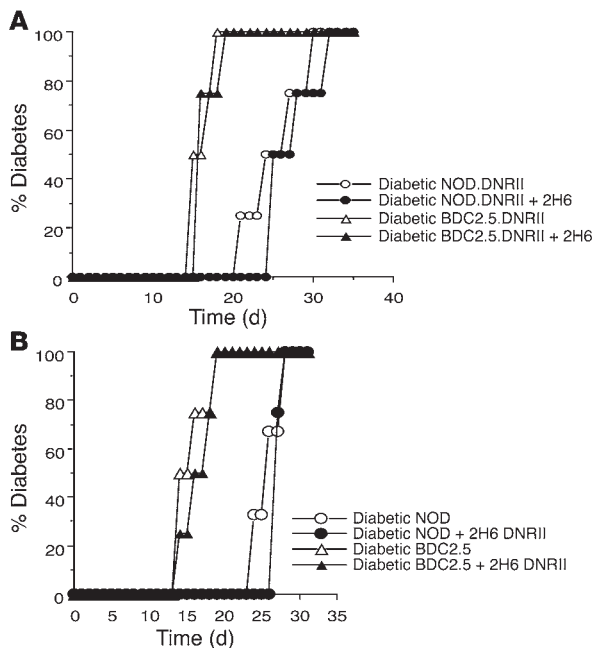 A
% Diabetes
100
80
60
40
20
0
Diabetic NOD.DNRII
Diabetic NOD.DNRII + 2H6
Diabetic BDC2.5.DNRII
Diabetic BDC2.5.DNRII + 2H6
0 10 20 30 40
Time (d)
B
% Diabetes
100
80
60
40
20
0
Diabetic NOD
Diabetic NOD + 2H6 DNRII
Diabetic BDC2.5
Diabetic BDC2.5 + 2H6 DNRII
0 5 10 15 20 25 30 35
Time (d)